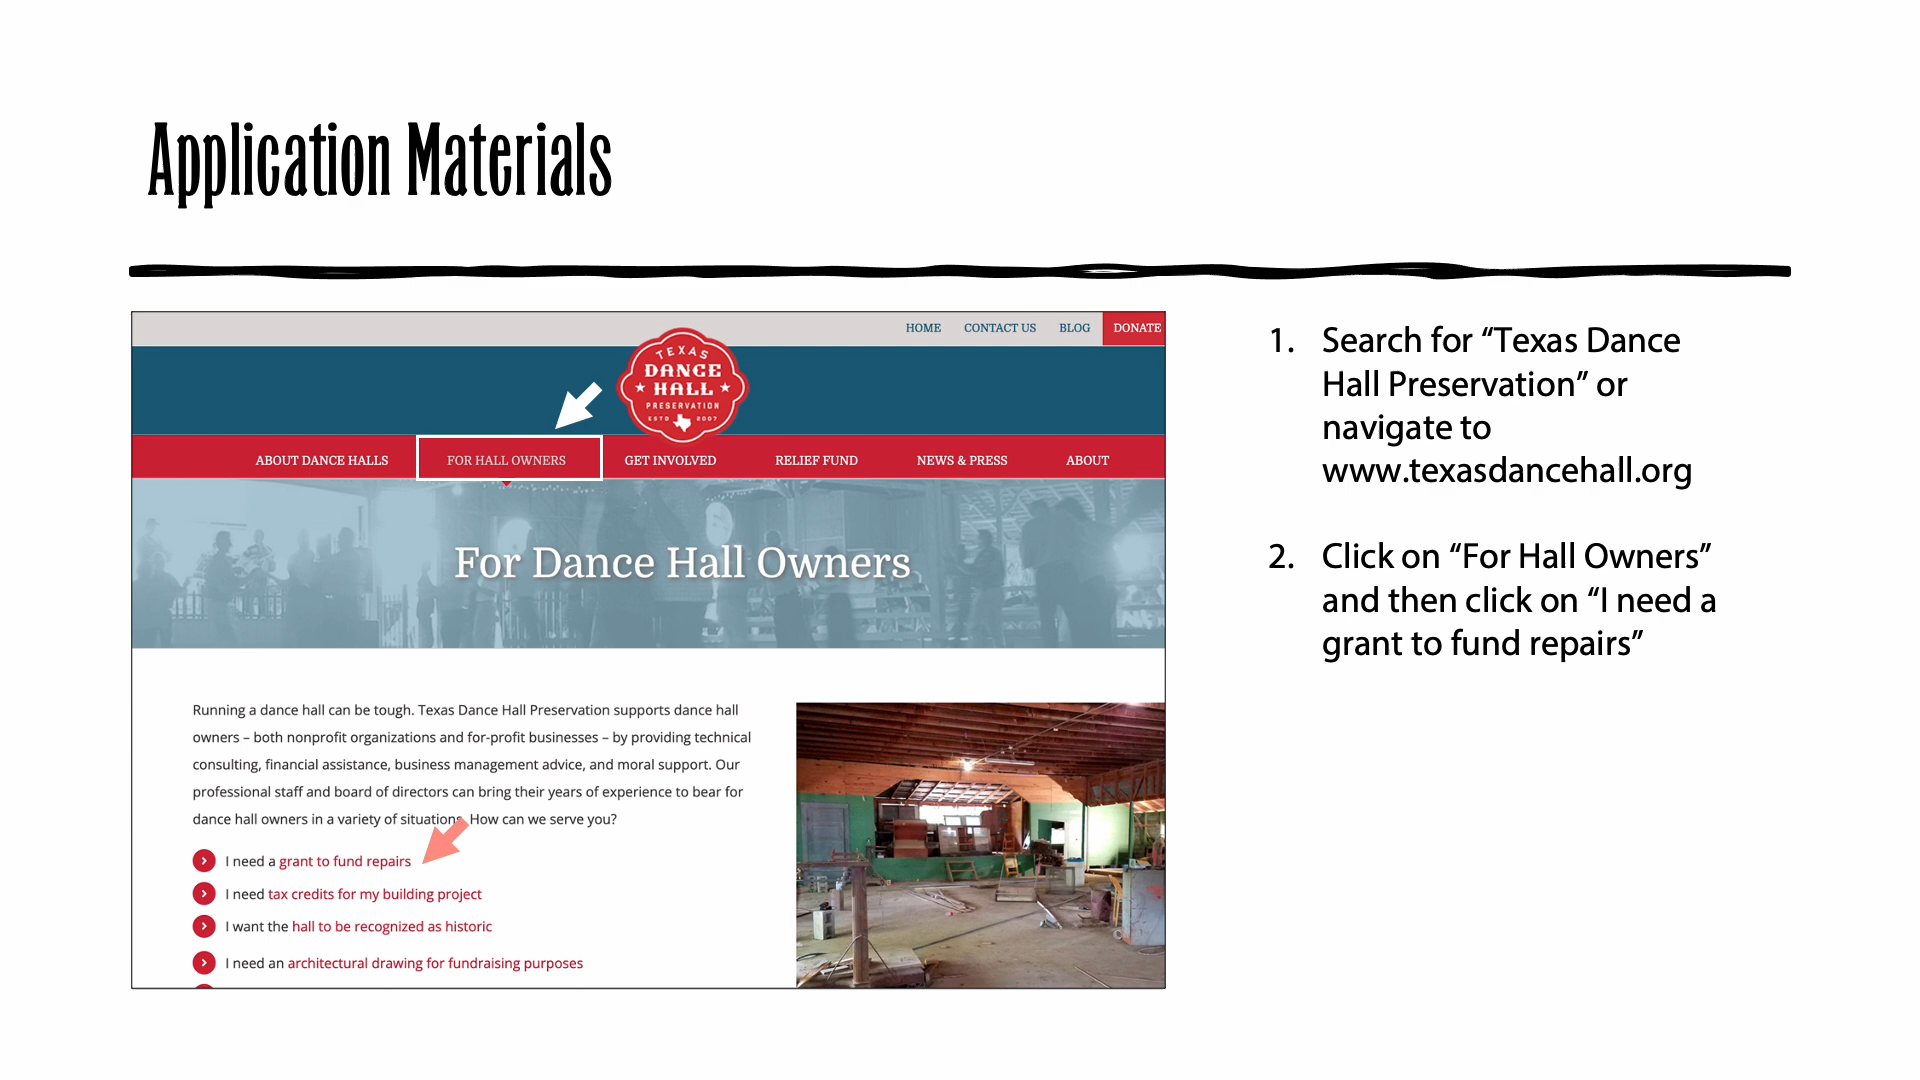 Application Materials
HOME CONTACT US BLOG DONATE
TEXAS
DANCE
HALL
PRESERVATION
ESTD 2007
ABOUT DANCE HALLS FOR HALL OWNERS GET INVOLVED RELIEF FUND NEWS & PRESS ABOUT
For Dance Hall Owners
Running a dance hall can be tough. Texas Dance Hall Preservation supports dance hall
owners – both nonprofit organizations and for-profit businesses – by providing technical
consulting, financial assistance, business management advice, and moral support. Our
professional staff and board of directors can bring their years of experience to bear for
dance hall owners in a variety of situations. How can we serve you?
I need a grant to fund repairs
I need tax credits for my building project
I want the hall to be recognized as historic
I need an architectural drawing for fundraising purposes
1. Search for “Texas Dance
Hall Preservation” or
navigate to
www.texasdancehall.org
2. Click on “For Hall Owners”
and then click on “I need a
grant to fund repairs”